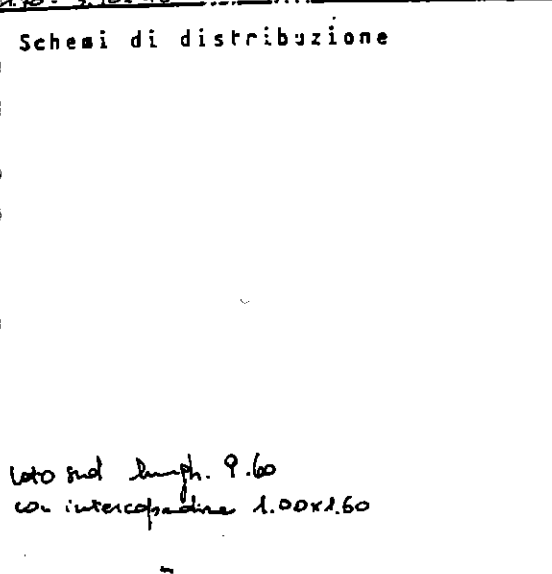 Schemi di distribuzione
lato sud lungh. 9.60
con intercapedine 1.00x1.60